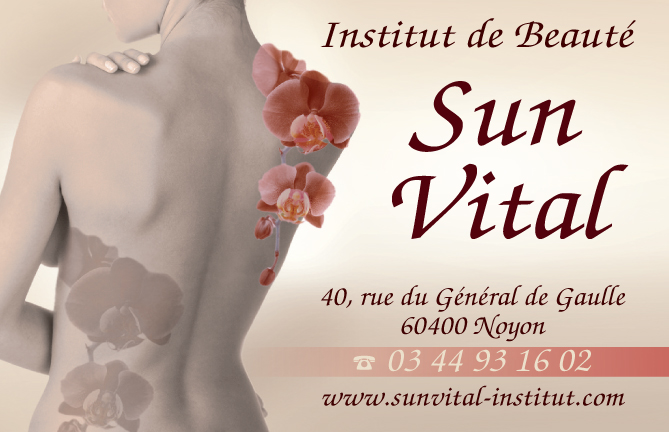 Institut de Beauté
Sun
Vital
40, rue du Général de Gaulle
60400 Noyon
☎ 03 44 93 16 02
www.sunvital-institut.com